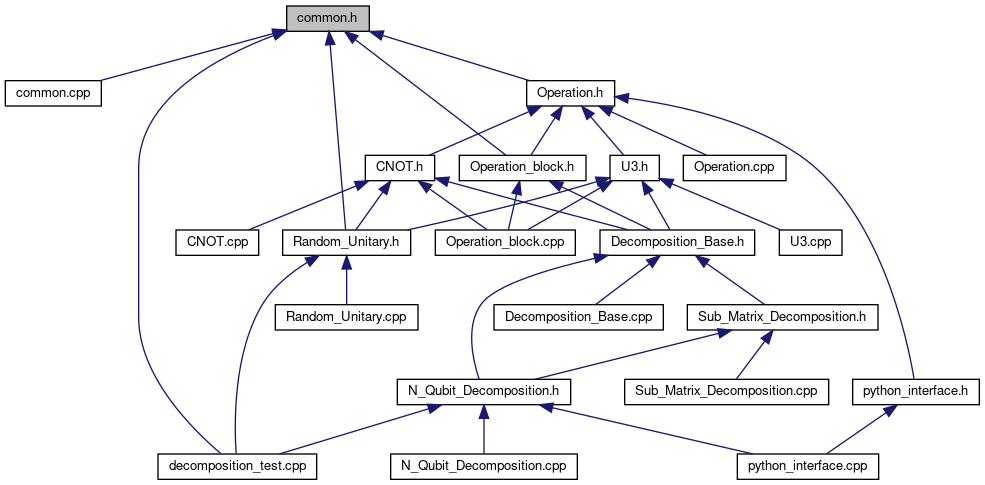 common.h
common.cpp
Operation.h
CNOT.h
Operation_block.h
U3.h
Operation.cpp
CNOT.cpp
Random_Unitary.h
Operation_block.cpp
Decomposition_Base.h
U3.cpp
Random_Unitary.cpp
Decomposition_Base.cpp
Sub_Matrix_Decomposition.h
N_Qubit_Decomposition.h
Sub_Matrix_Decomposition.cpp
python_interface.h
decomposition_test.cpp
N_Qubit_Decomposition.cpp
python_interface.cpp